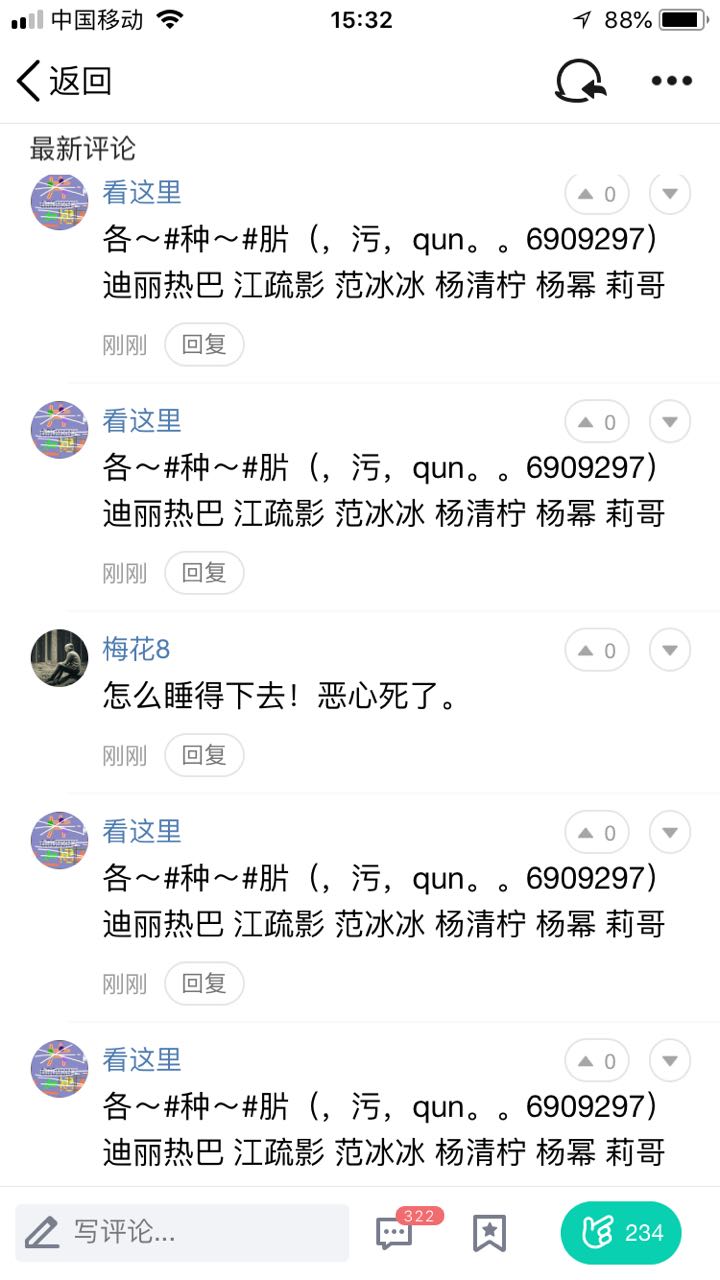 中国移动 15:32 88%
返回
最新评论
看这里 0
各～#种～#肸（，污，qun。。6909297）
迪丽热巴 江疏影 范冰冰 杨清柠 杨幂 莉哥
刚刚 回复
看这里 0
各～#种～#肸（，污，qun。。6909297）
迪丽热巴 江疏影 范冰冰 杨清柠 杨幂 莉哥
刚刚 回复
梅花8 0
怎么睡得下去！恶心死了。
刚刚 回复
看这里 0
各～#种～#肸（，污，qun。。6909297）
迪丽热巴 江疏影 范冰冰 杨清柠 杨幂 莉哥
刚刚 回复
看这里 0
各～#种～#肸（，污，qun。。6909297）
迪丽热巴 江疏影 范冰冰 杨清柠 杨幂 莉哥
写评论... 322 234